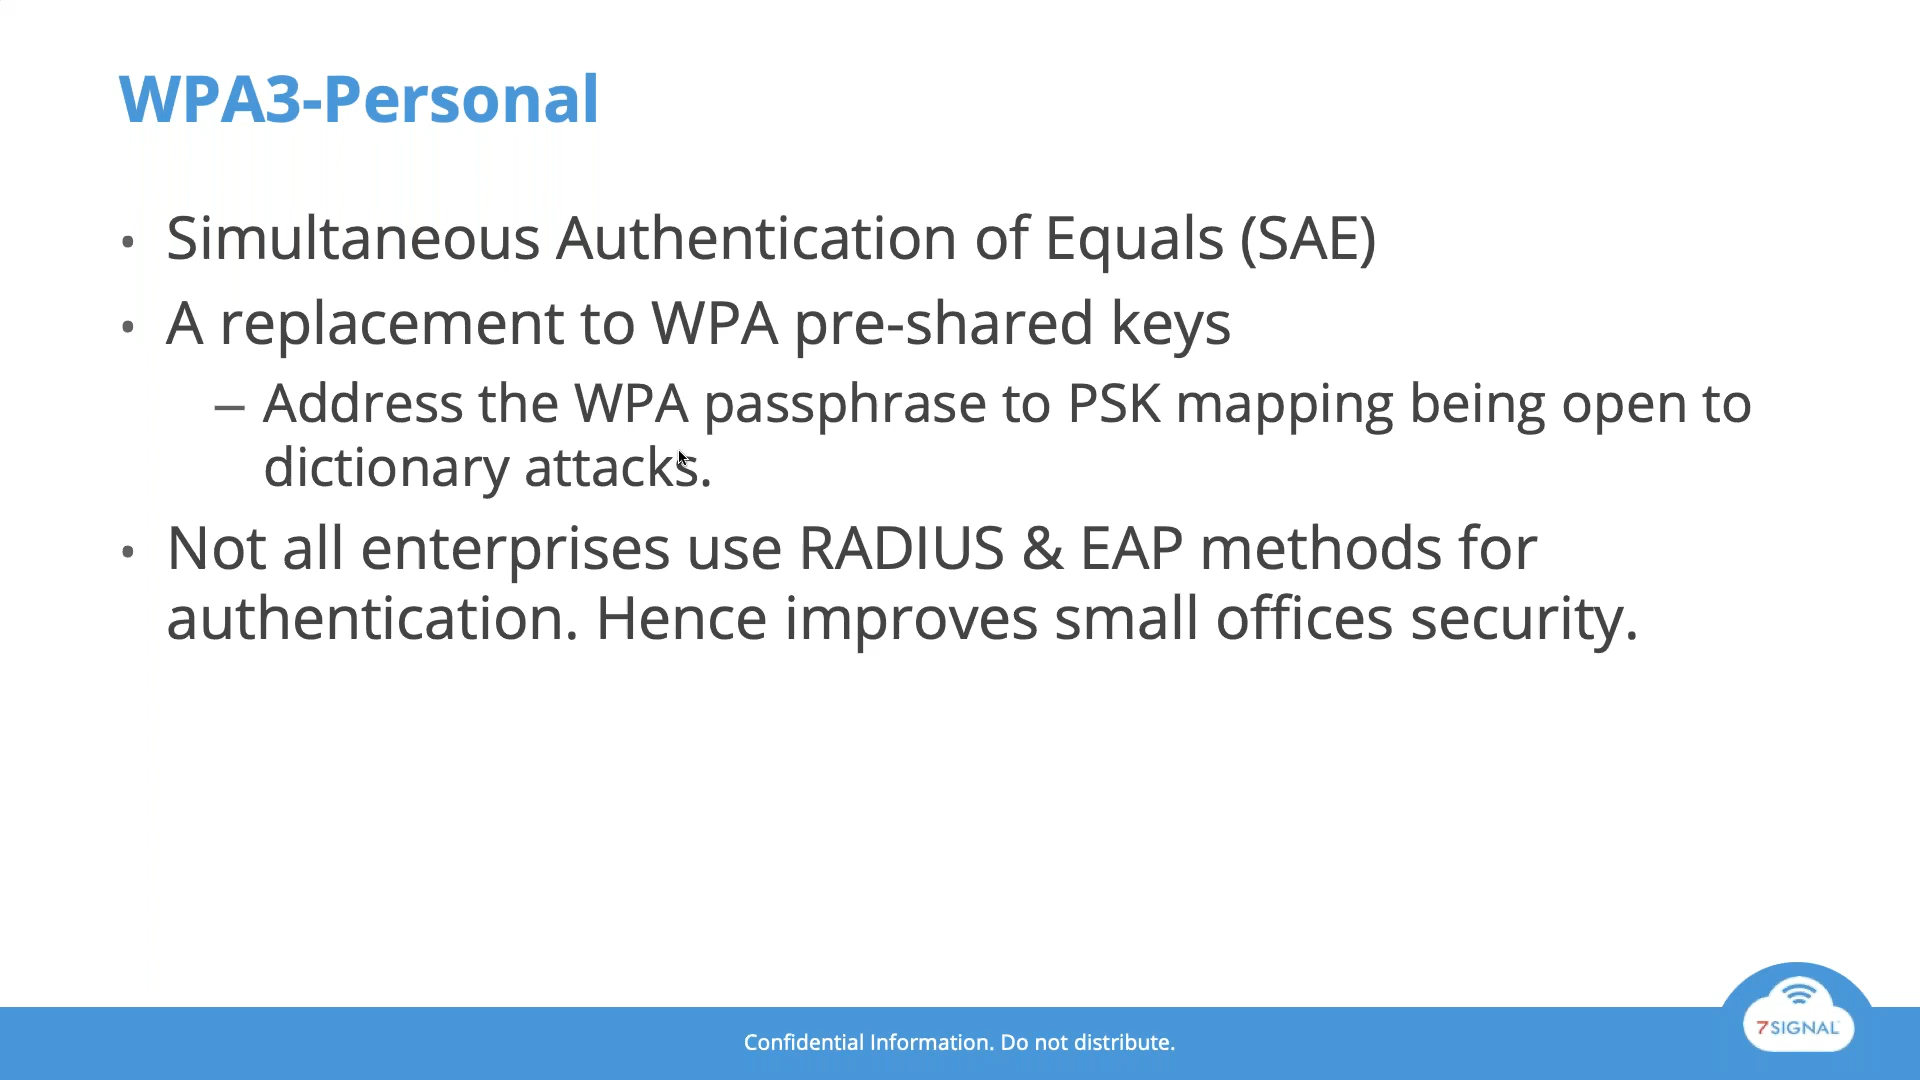 WPA3-Personal
• Simultaneous Authentication of Equals (SAE)
• A replacement to WPA pre-shared keys
– Address the WPA passphrase to PSK mapping being open to
dictionary attacks.
• Not all enterprises use RADIUS & EAP methods for
authentication. Hence improves small offices security.
Confidential Information. Do not distribute.
7SIGNAL